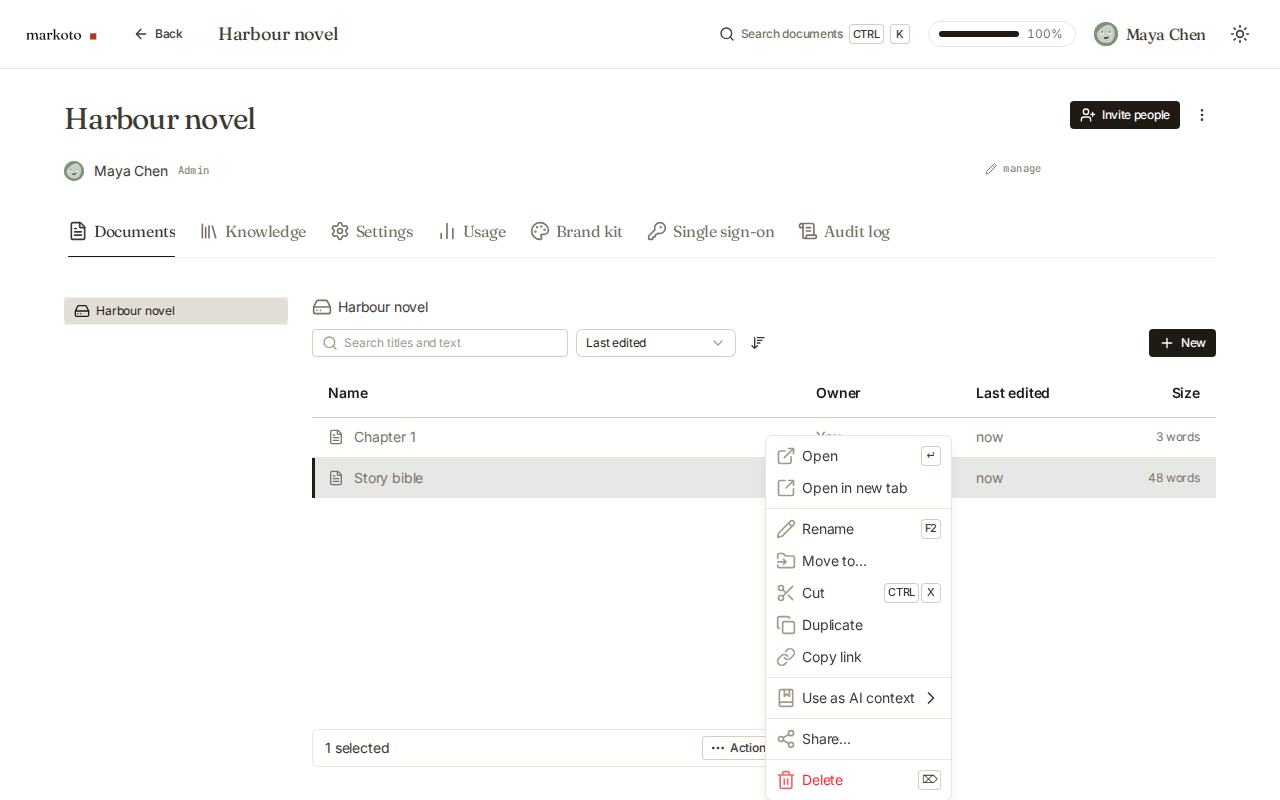 markoto
Back
Harbour novel
Search documents CTRL K
100%
Maya Chen
Harbour novel
Invite people
Maya Chen Admin
manage
Documents
Knowledge
Settings
Usage
Brand kit
Single sign-on
Audit log
Harbour novel
Harbour novel
Search titles and text
Last edited
New
Name Owner Last edited Size
Chapter 1 You now 3 words
Story bible now 48 words
Open ↵
Open in new tab
Rename F2
Move to...
Cut CTRL X
Duplicate
Copy link
Use as AI context
Share...
Delete ⌦
1 selected
Action